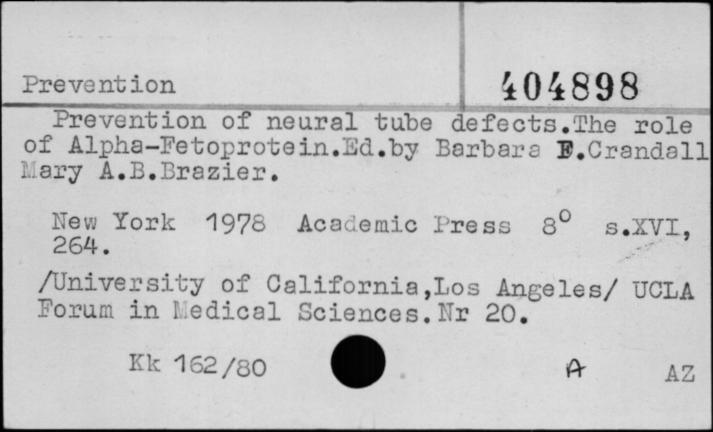 Prevention 404898
Prevention of neural tube defects.The role
of Alpha-Fetoprotein.Ed.by Barbara F.Crandall
Mary A.B.Brazier.
New York 1978 Academic Press 8° s.XVI,
264.
/University of California,Los Angeles/ UCLA
Forum in Medical Sciences.Nr 20.
Kk 162/80 A AZ